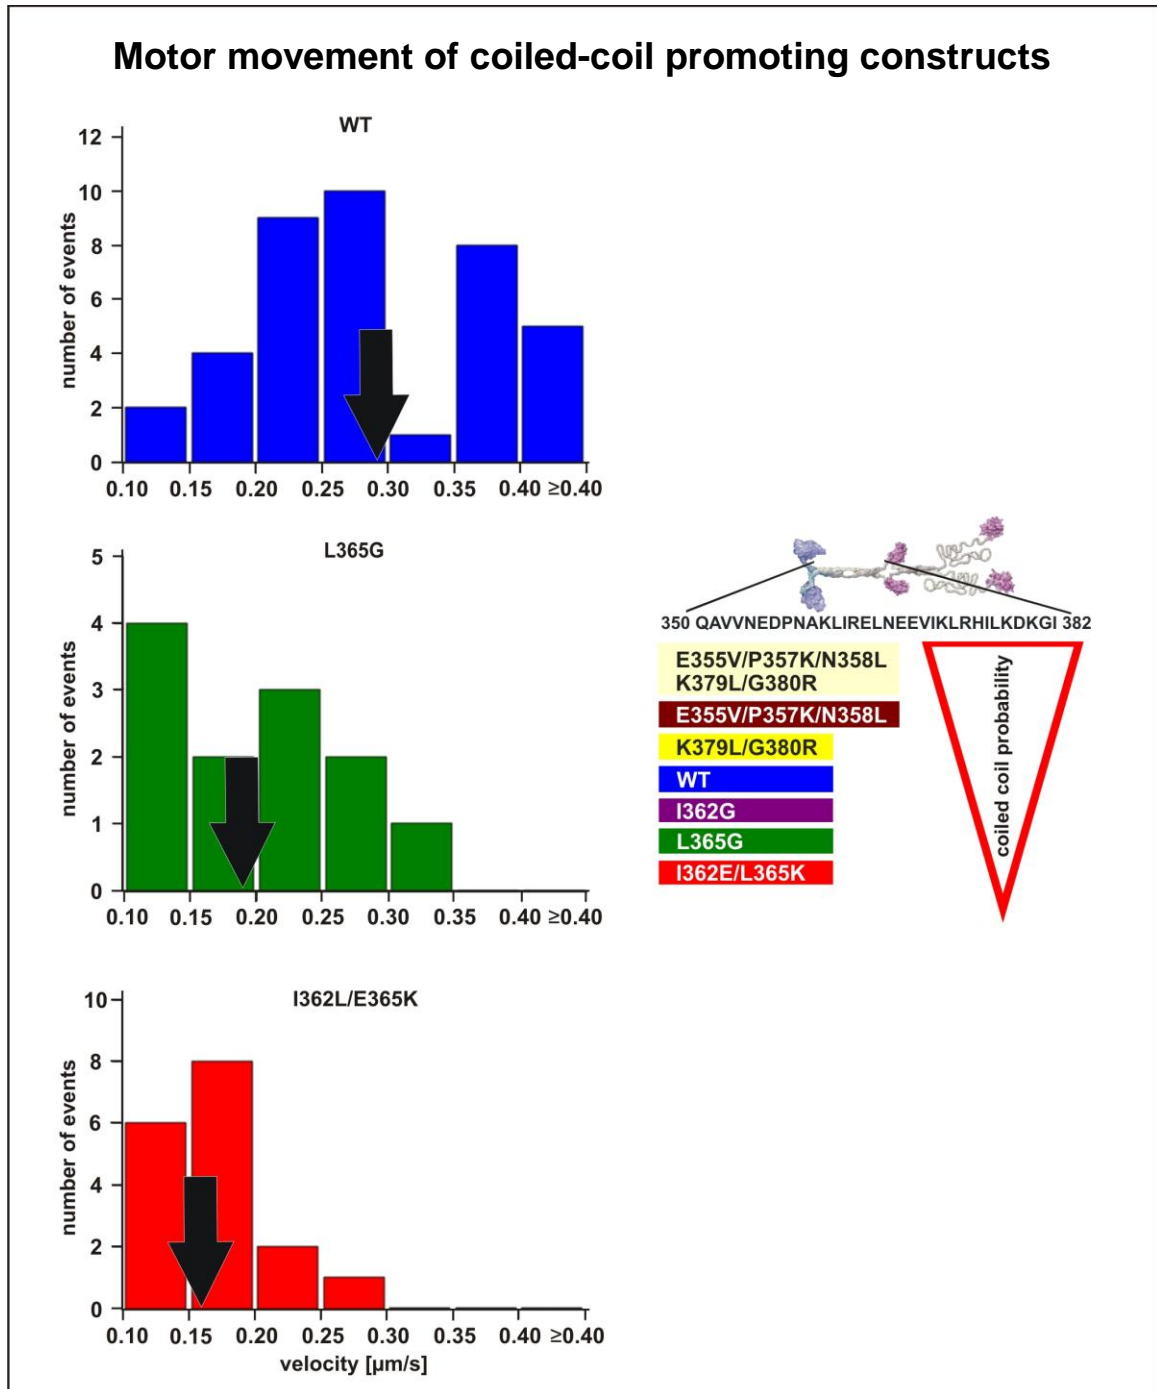 Motor movement of coiled-coil promoting constructs
WT
number of events
12
10
8
6
4
2
0
0.10 0.15 0.20 0.25 0.30 0.35 0.40 ≥0.40
L365G
number of events
5
4
3
2
1
0
0.10 0.15 0.20 0.25 0.30 0.35 0.40 ≥0.40
I362L/E365K
number of events
10
8
6
4
2
0
0.10 0.15 0.20 0.25 0.30 0.35 0.40 ≥0.40
velocity [µm/s]
350 QAVVNEDPNAKLIRELNEEVIKLRHILKDKGI 382
E355V/P357K/N358L
K379L/G380R
E355V/P357K/N358L
K379L/G380R
WT
I362G
L365G
I362E/L365K
coiled coil probability